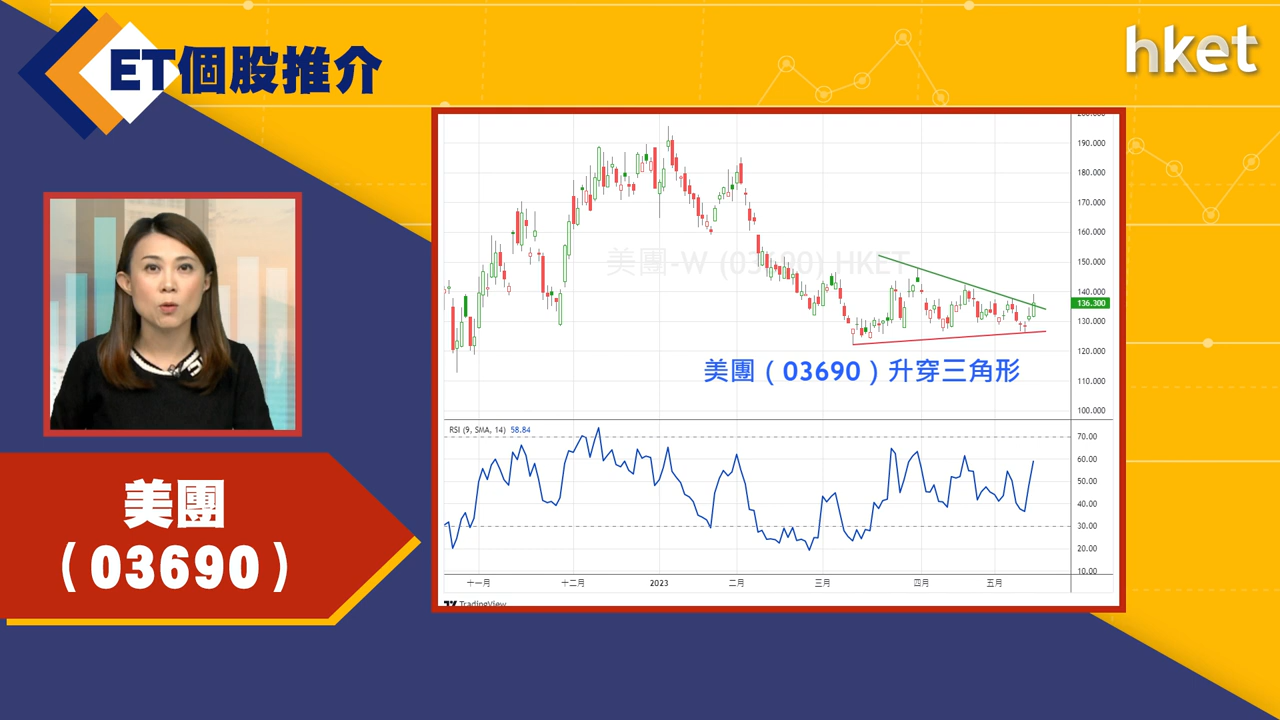 ET個股推介
hket
美團
（03690）
美團-W (03690) HKET
200.000
190.000
180.000
170.000
160.000
150.000
140.000
136.300
130.000
120.000
110.000
100.000
美團（03690）升穿三角形
RSI (9, SMA, 14) 58.84
70.00
60.00
50.00
40.00
30.00
20.00
10.00
十一月 十二月 2023 二月 三月 四月 五月
TradingView